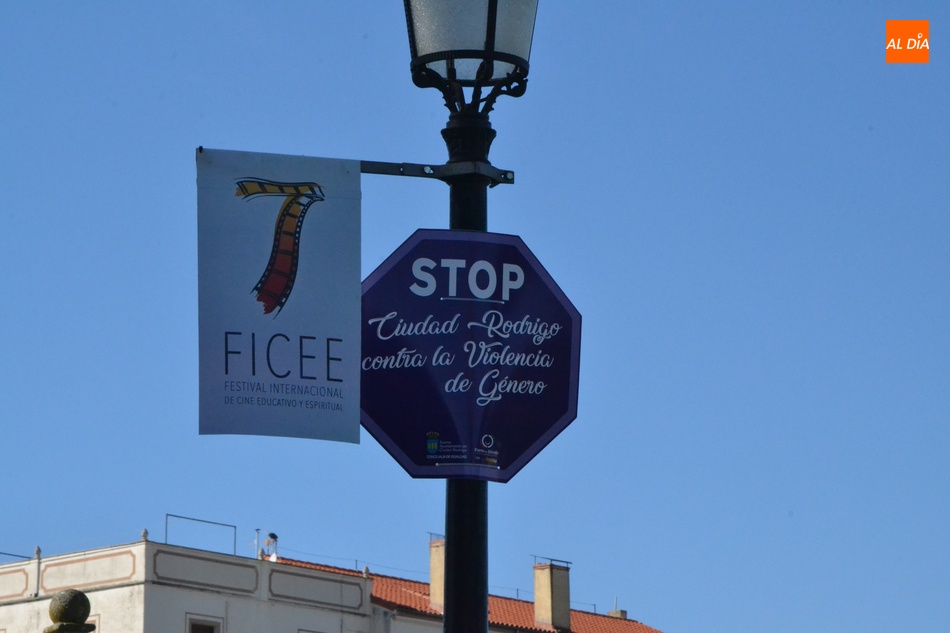 AL DÍA
7
FICEE
FESTIVAL INTERNACIONAL
DE CINE EDUCATIVO Y ESPIRITUAL
STOP
Ciudad Rodrigo
contra la Violencia
de Género